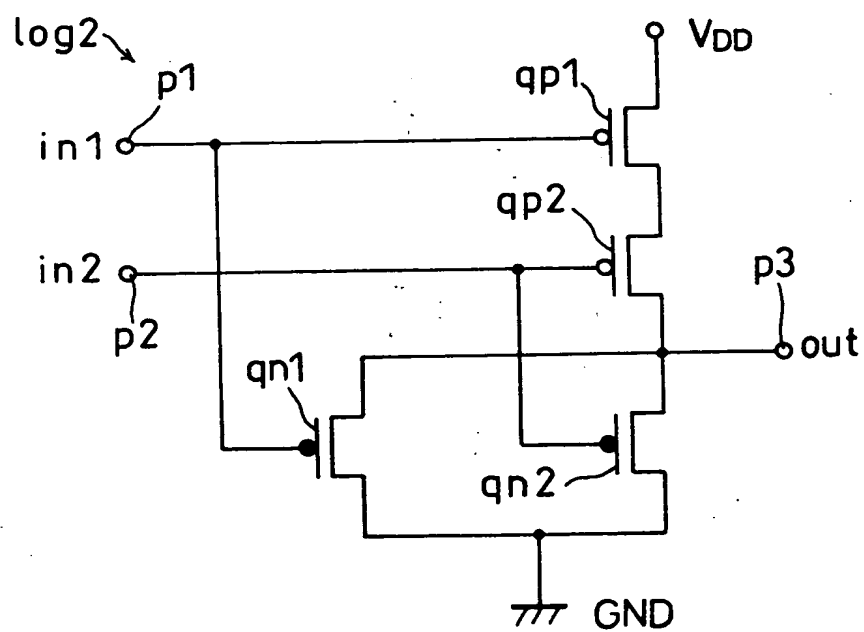 log2
p1
in1
qp1
VDD
qp2
in2
p2
p3
out
qn1
qn2
GND